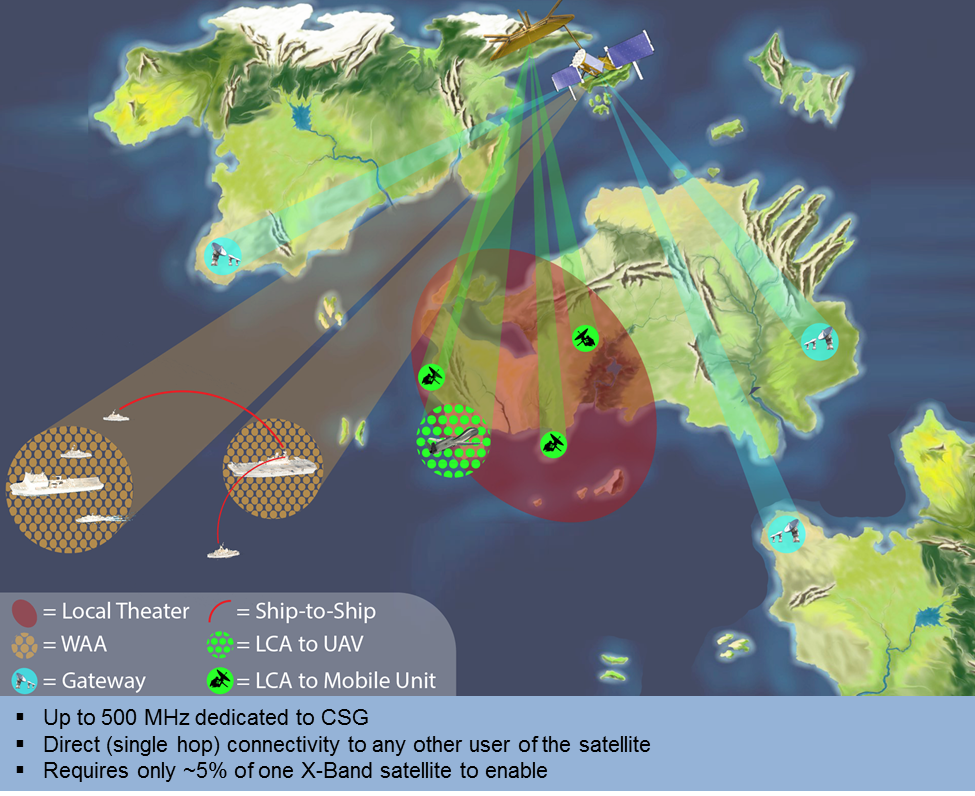 = Local Theater
= Ship-to-Ship
= WAA
= LCA to UAV
= Gateway
= LCA to Mobile Unit
▪ Up to 500 MHz dedicated to CSG
▪ Direct (single hop) connectivity to any other user of the satellite
▪ Requires only ~5% of one X-Band satellite to enable